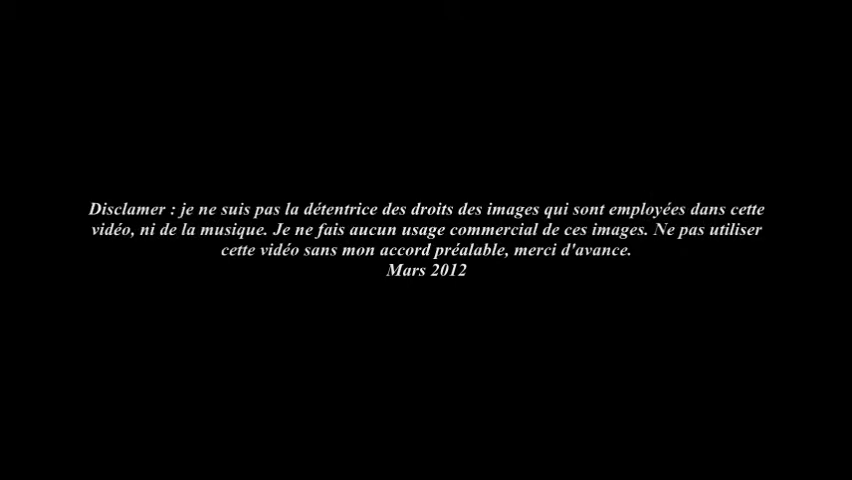 Disclamer : je ne suis pas la détentrice des droits des images qui sont employées dans cette
vidéo, ni de la musique. Je ne fais aucun usage commercial de ces images. Ne pas utiliser
cette vidéo sans mon accord préalable, merci d'avance.
Mars 2012